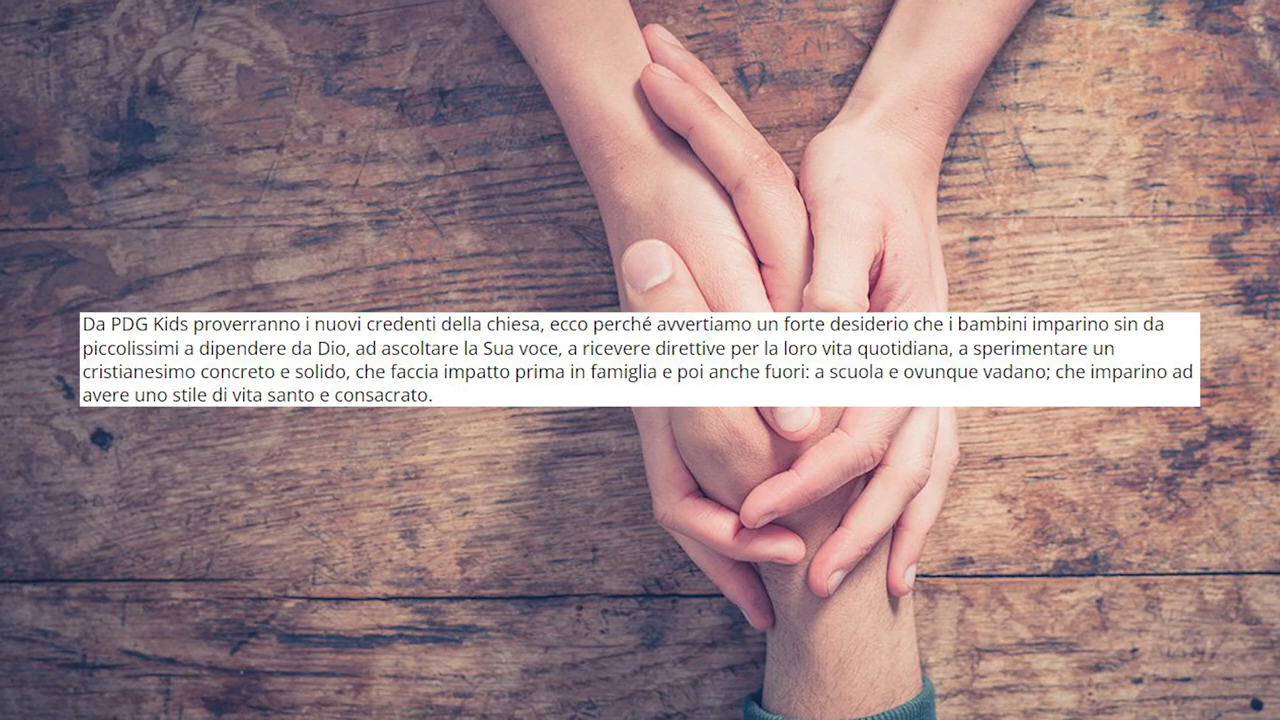 Da PDG Kids proverranno i nuovi credenti della chiesa, ecco perché avvertiamo un forte desiderio che i bambini imparino sin da
piccolissimi a dipendere da Dio, ad ascoltare la Sua voce, a ricevere direttive per la loro vita quotidiana, a sperimentare un
cristianesimo concreto e solido, che faccia impatto prima in famiglia e poi anche fuori: a scuola e ovunque vadano; che imparino ad
avere uno stile di vita santo e consacrato.